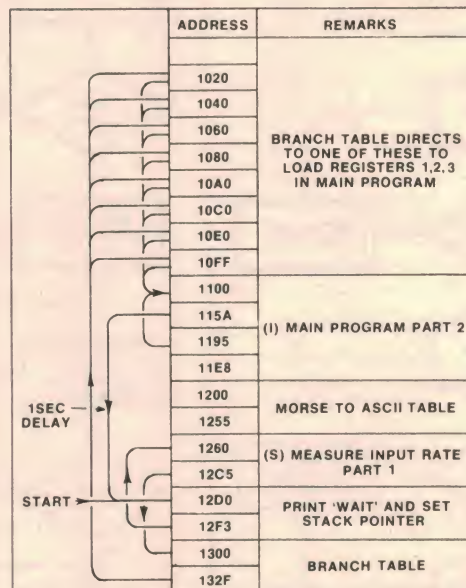 ADDRESS REMARKS
1020
1040
1060
1080
10A0
10C0
10E0
10FF
BRANCH TABLE DIRECTS
TO ONE OF THESE TO
LOAD REGISTERS 1,2,3
IN MAIN PROGRAM
1100
115A
1195
11E8
(I) MAIN PROGRAM PART 2
1200
1255
MORSE TO ASCII TABLE
1SEC
DELAY
1260
12C5
(S) MEASURE INPUT RATE
PART 1
START
12D0
12F3
PRINT 'WAIT' AND SET
STACK POINTER
1300
132F
BRANCH TABLE